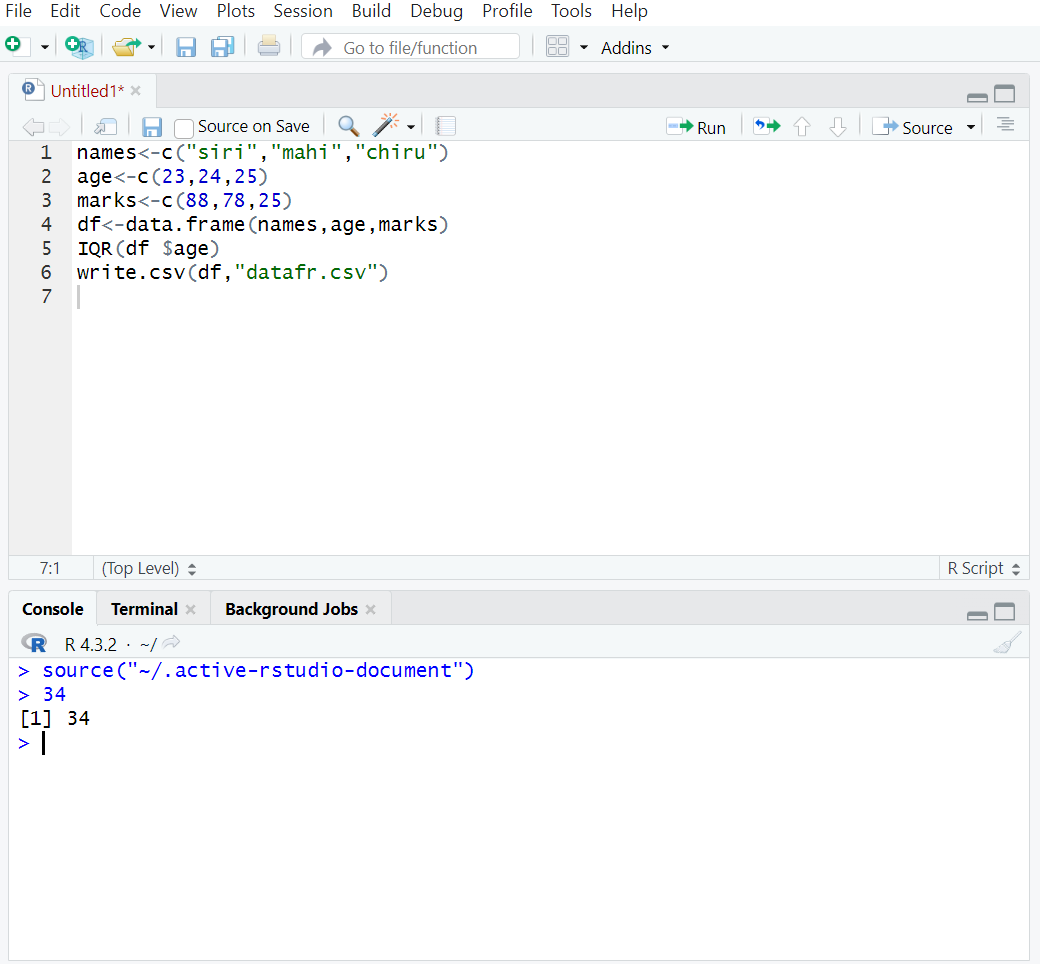 File Edit Code View Plots Session Build Debug Profile Tools Help
Go to file/function Addins
Untitled1*
Source on Save Run Source
1 names<-c("siri","mahi","chiru")
2 age<-c(23,24,25)
3 marks<-c(88,78,25)
4 df<-data.frame(names,age,marks)
5 IQR(df $age)
6 write.csv(df,"datafr.csv")
7
7:1 (Top Level) R Script
Console Terminal Background Jobs
R R 4.3.2 · ~/
> source("~/.active-rstudio-document")
> 34
[1] 34
>